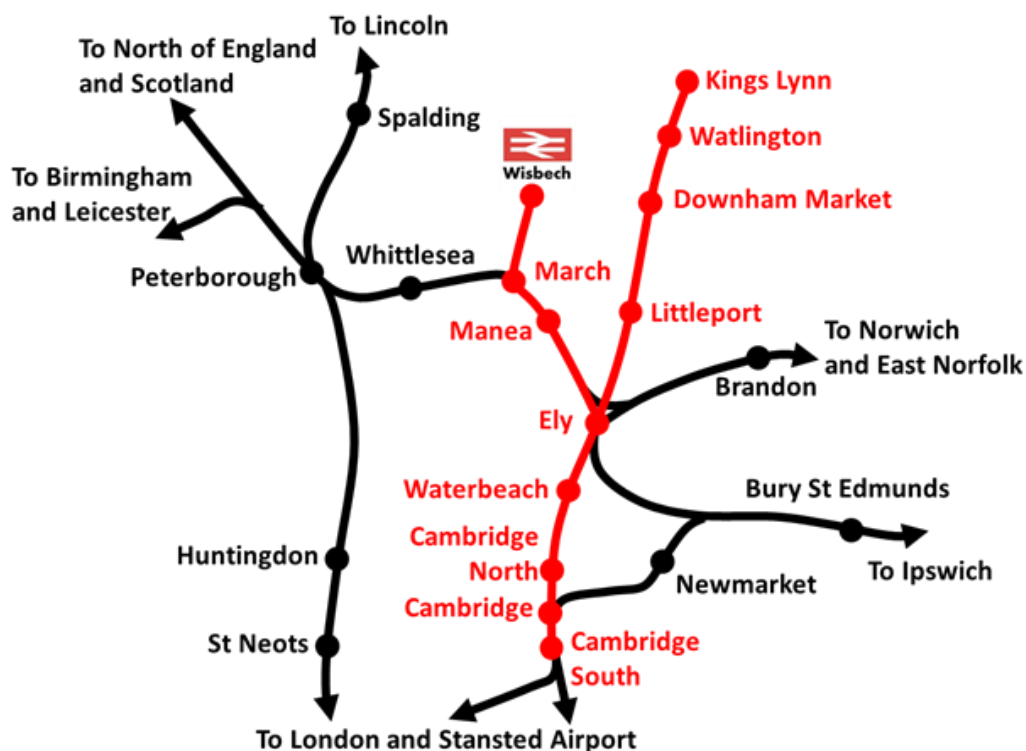 To Lincoln
To North of England
and Scotland
Kings Lynn
Spalding
Watlington
Wisbech
To Birmingham
and Leicester
Downham Market
Whittlesea
Peterborough
March
Littleport
Manea
To Norwich
and East Norfolk
Brandon
Ely
Waterbeach
Bury St Edmunds
Cambridge
North
Huntingdon
To Ipswich
Newmarket
Cambridge
St Neots
Cambridge
South
To London and Stansted Airport